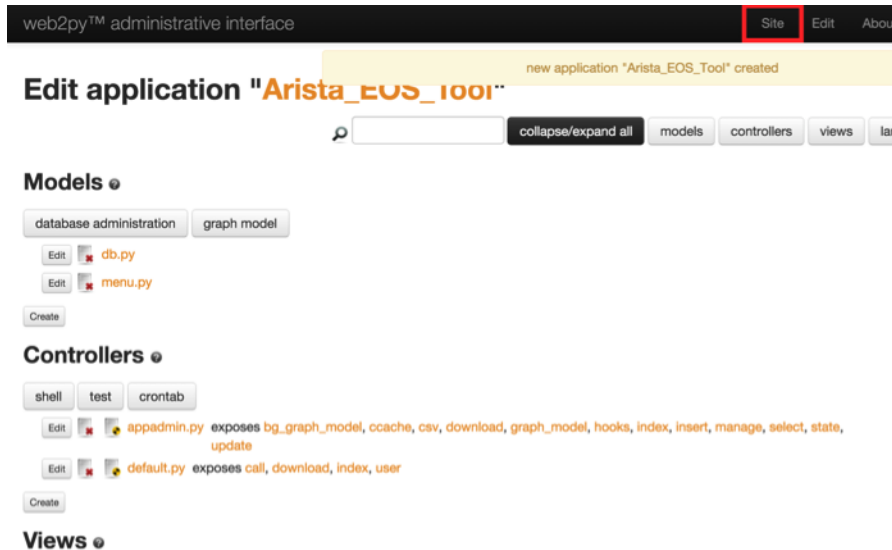 web2py™ administrative interface
Site Edit Abou
new application "Arista_EOS_Tool" created
Edit application "Arista_EOS_Tool"
collapse/expand all models controllers views lan
Models
database administration graph model
Edit db.py
Edit menu.py
Create
Controllers
shell test crontab
Edit appadmin.py exposes bg_graph_model, ccache, csv, download, graph_model, hooks, index, insert, manage, select, state,
update
Edit default.py exposes call, download, index, user
Create
Views